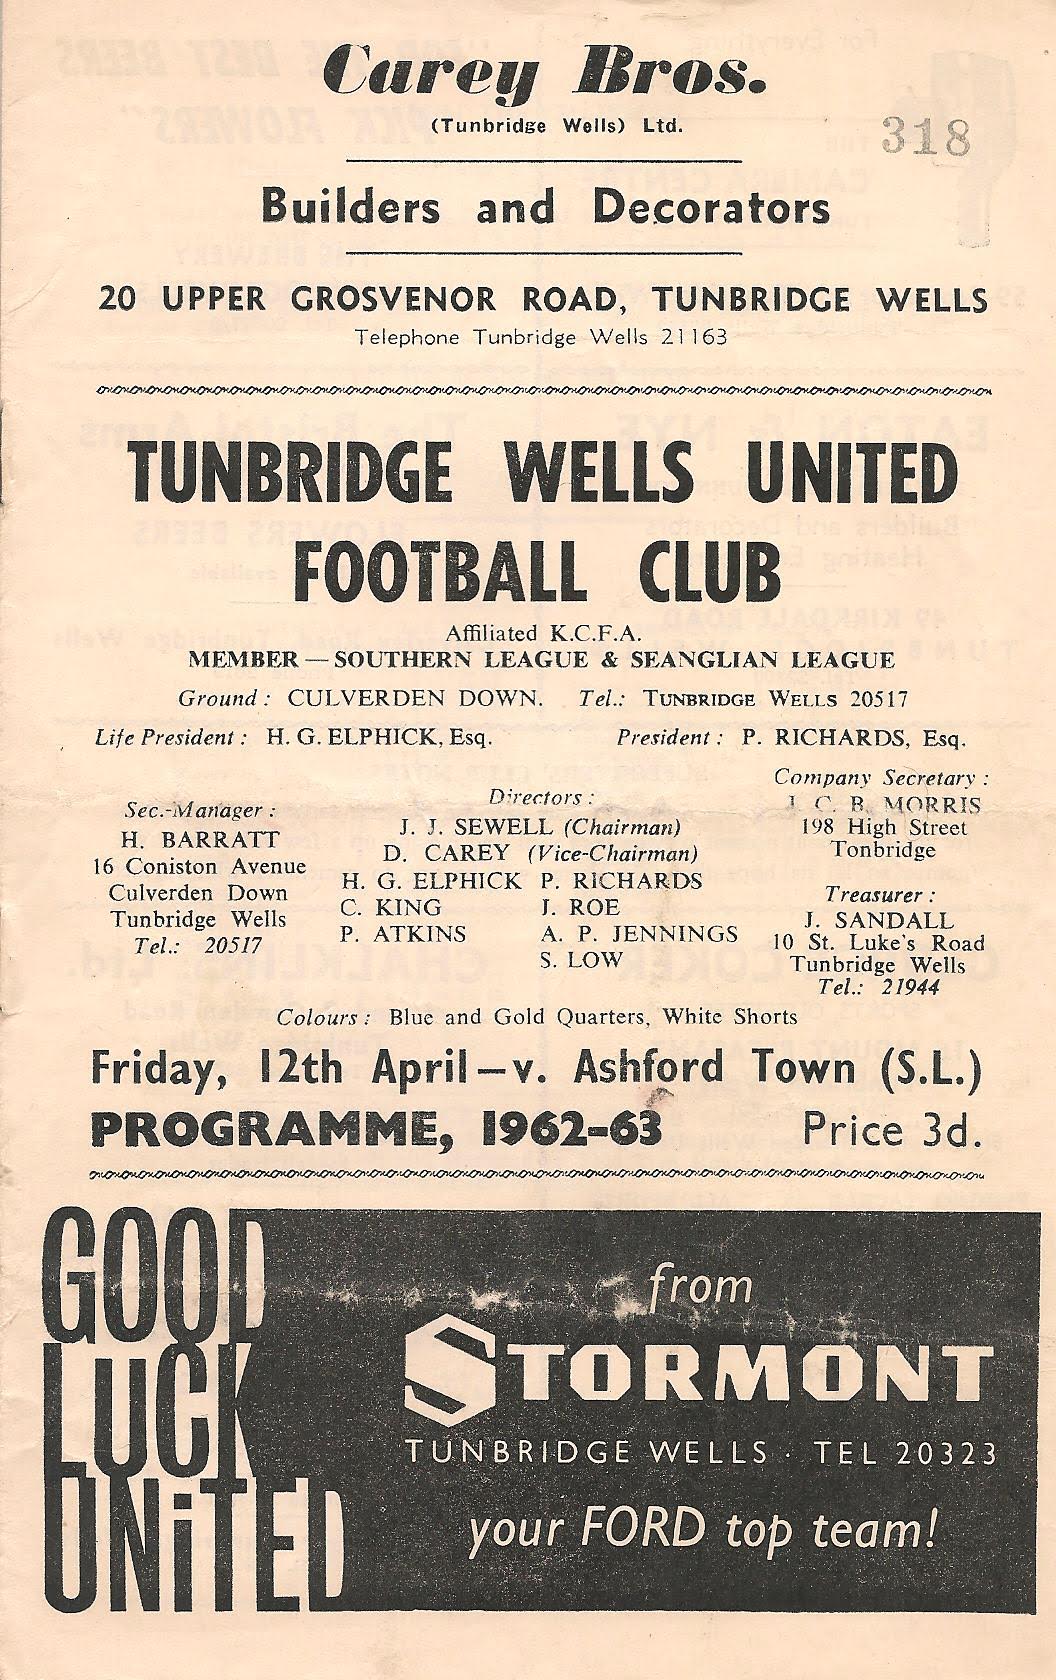 Carey Bros.
(Tunbridge Wells) Ltd.
318
Builders and Decorators
20 UPPER GROSVENOR ROAD, TUNBRIDGE WELLS
Telephone Tunbridge Wells 21163
TUNBRIDGE WELLS UNITED
FOOTBALL CLUB
Affiliated K.C.F.A.
MEMBER — SOUTHERN LEAGUE & SEANGLIAN LEAGUE
Ground : CULVERDEN DOWN. Tel.: TUNBRIDGE WELLS 20517
Life President : H. G. ELPHICK, Esq. President : P. RICHARDS, Esq.
Sec.-Manager :
H. BARRATT
16 Coniston Avenue
Culverden Down
Tunbridge Wells
Tel.: 20517
Directors :
J. J. SEWELL (Chairman)
D. CAREY (Vice-Chairman)
H. G. ELPHICK P. RICHARDS
C. KING J. ROE
P. ATKINS A. P. JENNINGS
S. LOW
Company Secretary :
J. C. B. MORRIS
198 High Street
Tonbridge
Treasurer :
J. SANDALL
10 St. Luke's Road
Tunbridge Wells
Tel.: 21944
Colours : Blue and Gold Quarters, White Shorts
Friday, 12th April — v. Ashford Town (S.L.)
PROGRAMME, 1962-63 Price 3d.
GOOD
LUCK
UNiTED
from
STORMONT
TUNBRIDGE WELLS · TEL 20323
your FORD top team!